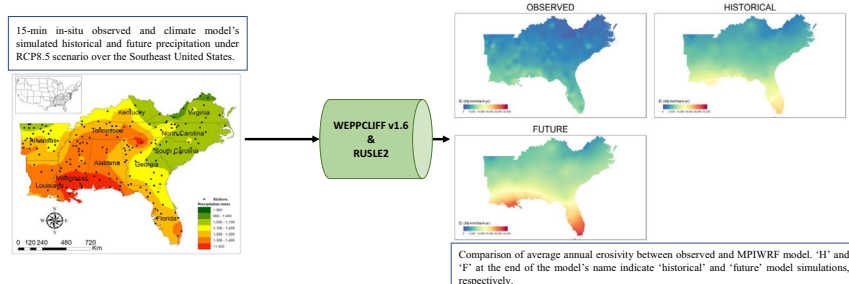 15-min in-situ observed and climate model's
simulated historical and future precipitation under
RCP8.5 scenario over the Southeast United States.
Kentucky
Virginia
Tennessee
North Carolina
Arkansas
South Carolina
Alabama
Georgia
Mississippi
Louisiana
Florida
Stations
Precipitation (mm)
0 120 240 480 720
Km
WEPPCLIFF v1.6
&
RUSLE2
OBSERVED
HISTORICAL
FUTURE
Comparison of average annual erosivity between observed and MPIWRF model. 'H' and
'F' at the end of the model's name indicate 'historical' and 'future' model simulations,
respectively.